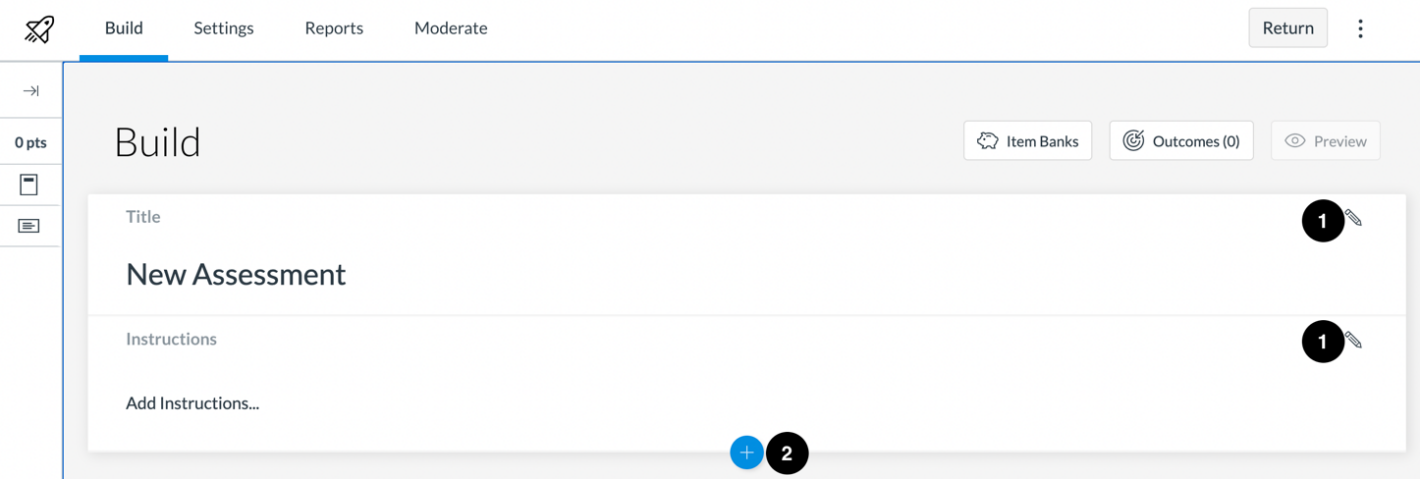 Build Settings Reports Moderate Return
0 pts
Build Item Banks Outcomes (0) Preview
Title 1
New Assessment
Instructions 1
Add Instructions...
2